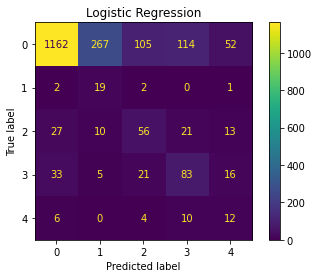 Logistic Regression
0 1162 267 105 114 52
1 2 19 2 0 1
2 27 10 56 21 13
3 33 5 21 83 16
4 6 0 4 10 12
0 1 2 3 4
True label
Predicted label
1000
800
600
400
200
0